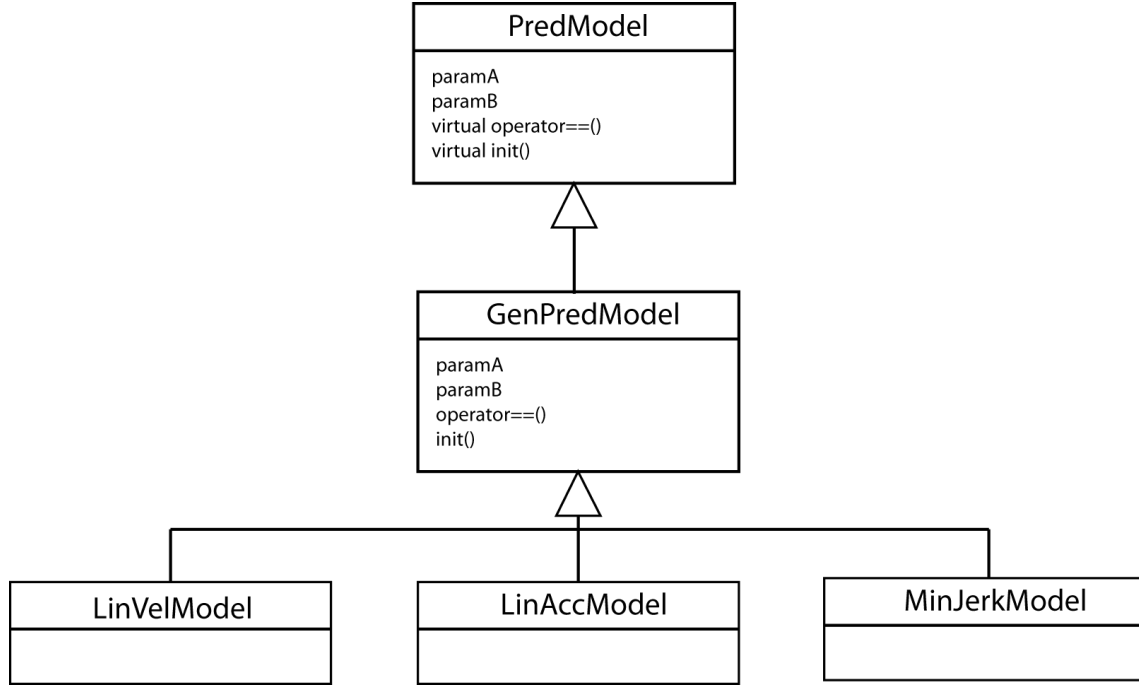 PredModel
paramA
paramB
virtual operator==()
virtual init()
GenPredModel
paramA
paramB
operator==()
init()
LinVelModel
LinAccModel
MinJerkModel